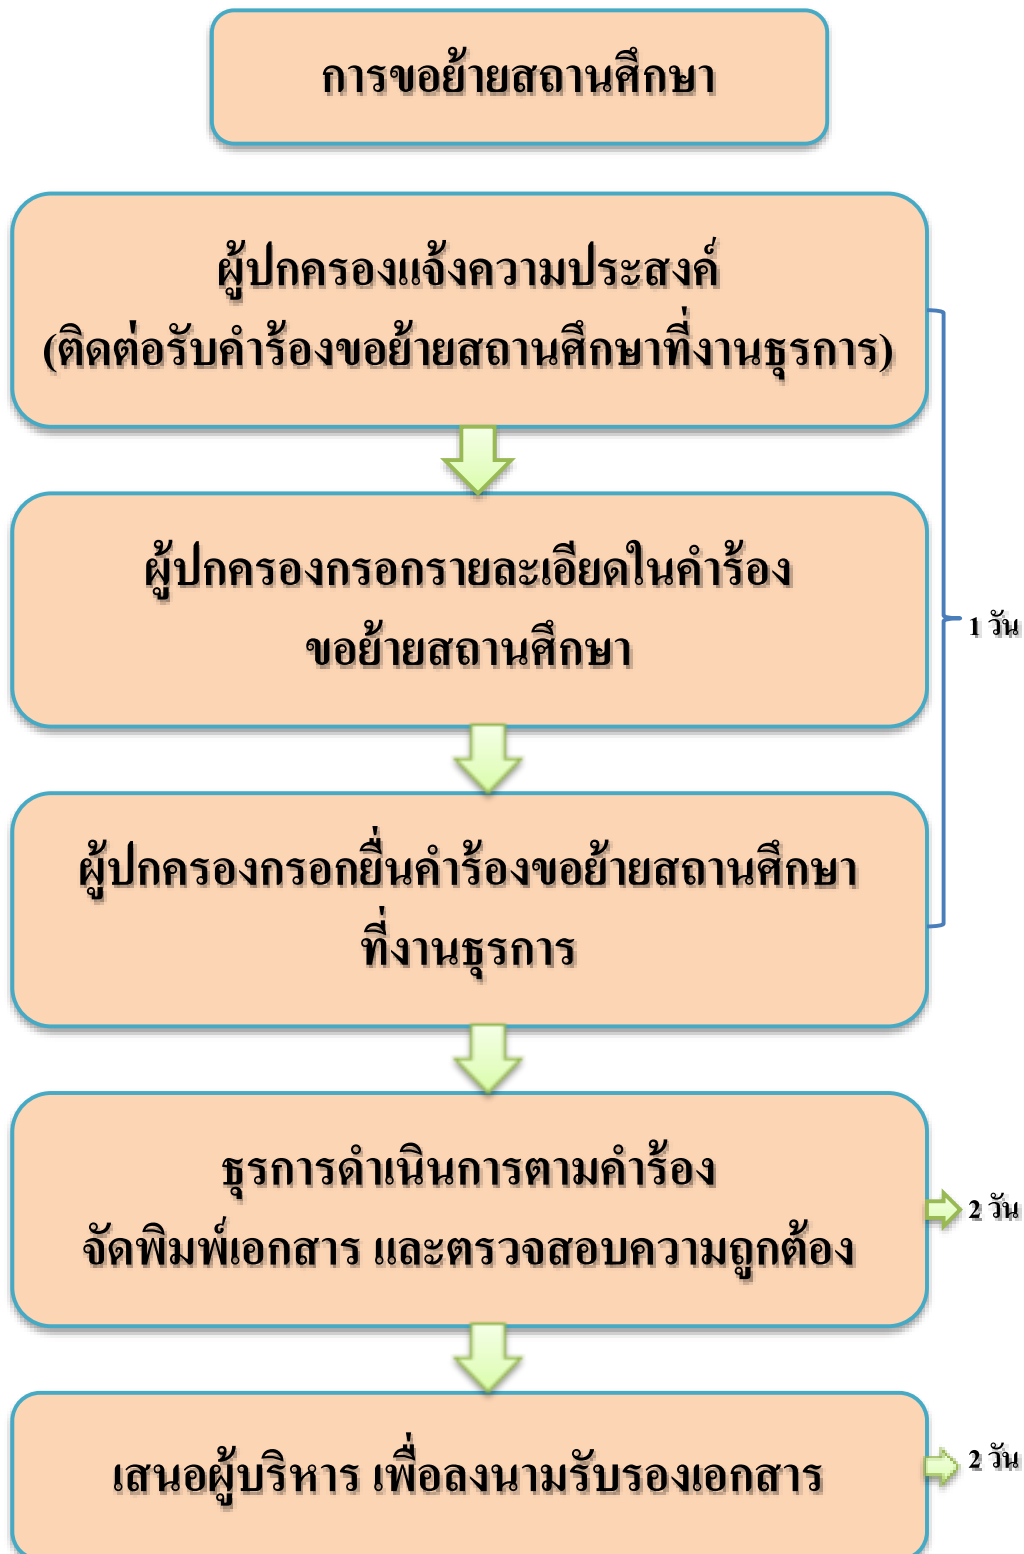 การขอย้ายสถานศึกษา
ผู้ปกครองแจ้งความประสงค์
(ติดต่อรับคำร้องขอย้ายสถานศึกษาที่งานธุรการ)
ผู้ปกครองกรอกรายละเอียดในคำร้อง
ขอย้ายสถานศึกษา
1 วัน
ผู้ปกครองกรอกยื่นคำร้องขอย้ายสถานศึกษา
ที่งานธุรการ
ธุรการดำเนินการตามคำร้อง
จัดพิมพ์เอกสาร และตรวจสอบความถูกต้อง
2 วัน
เสนอผู้บริหาร เพื่อลงนามรับรองเอกสาร
2 วัน